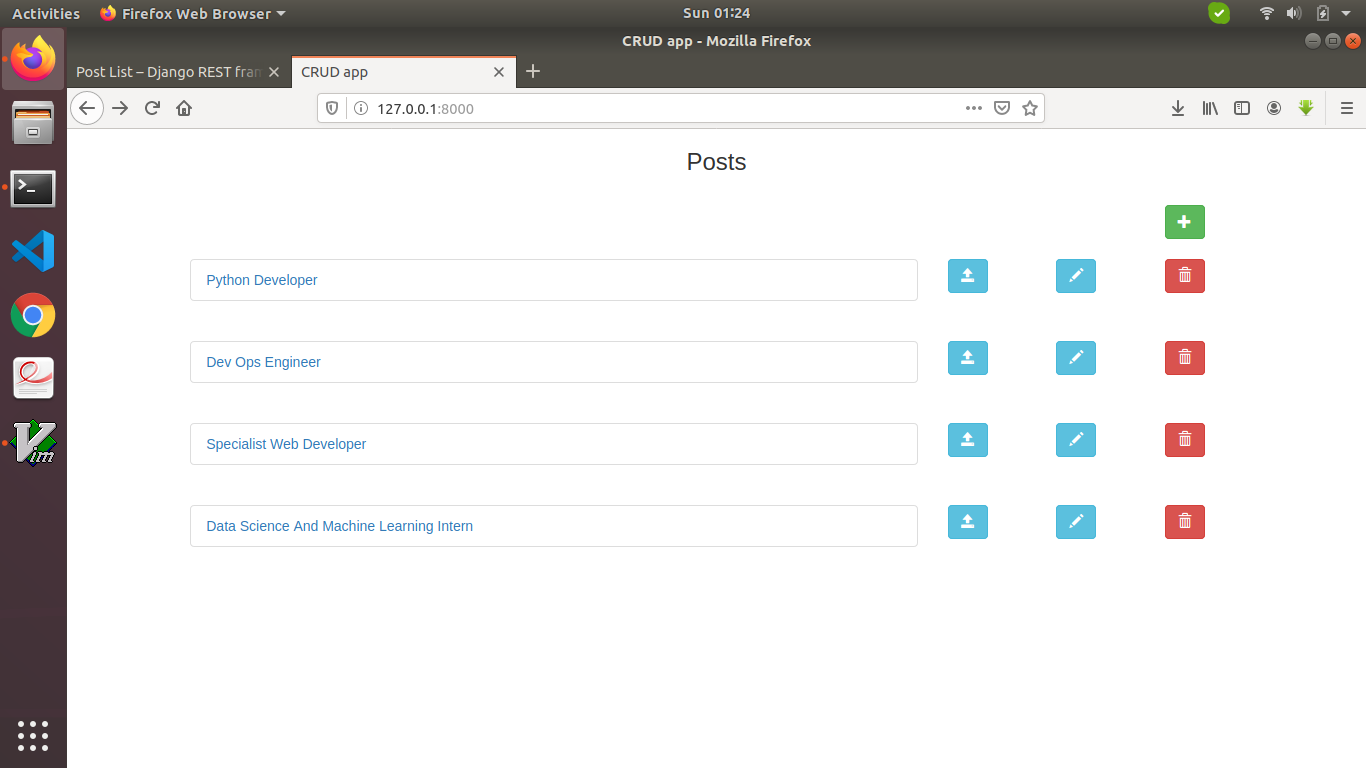 Activities Firefox Web Browser Sun 01:24
CRUD app - Mozilla Firefox
Post List – Django REST fram CRUD app
127.0.0.1:8000
Posts
Python Developer
Dev Ops Engineer
Specialist Web Developer
Data Science And Machine Learning Intern
Vim